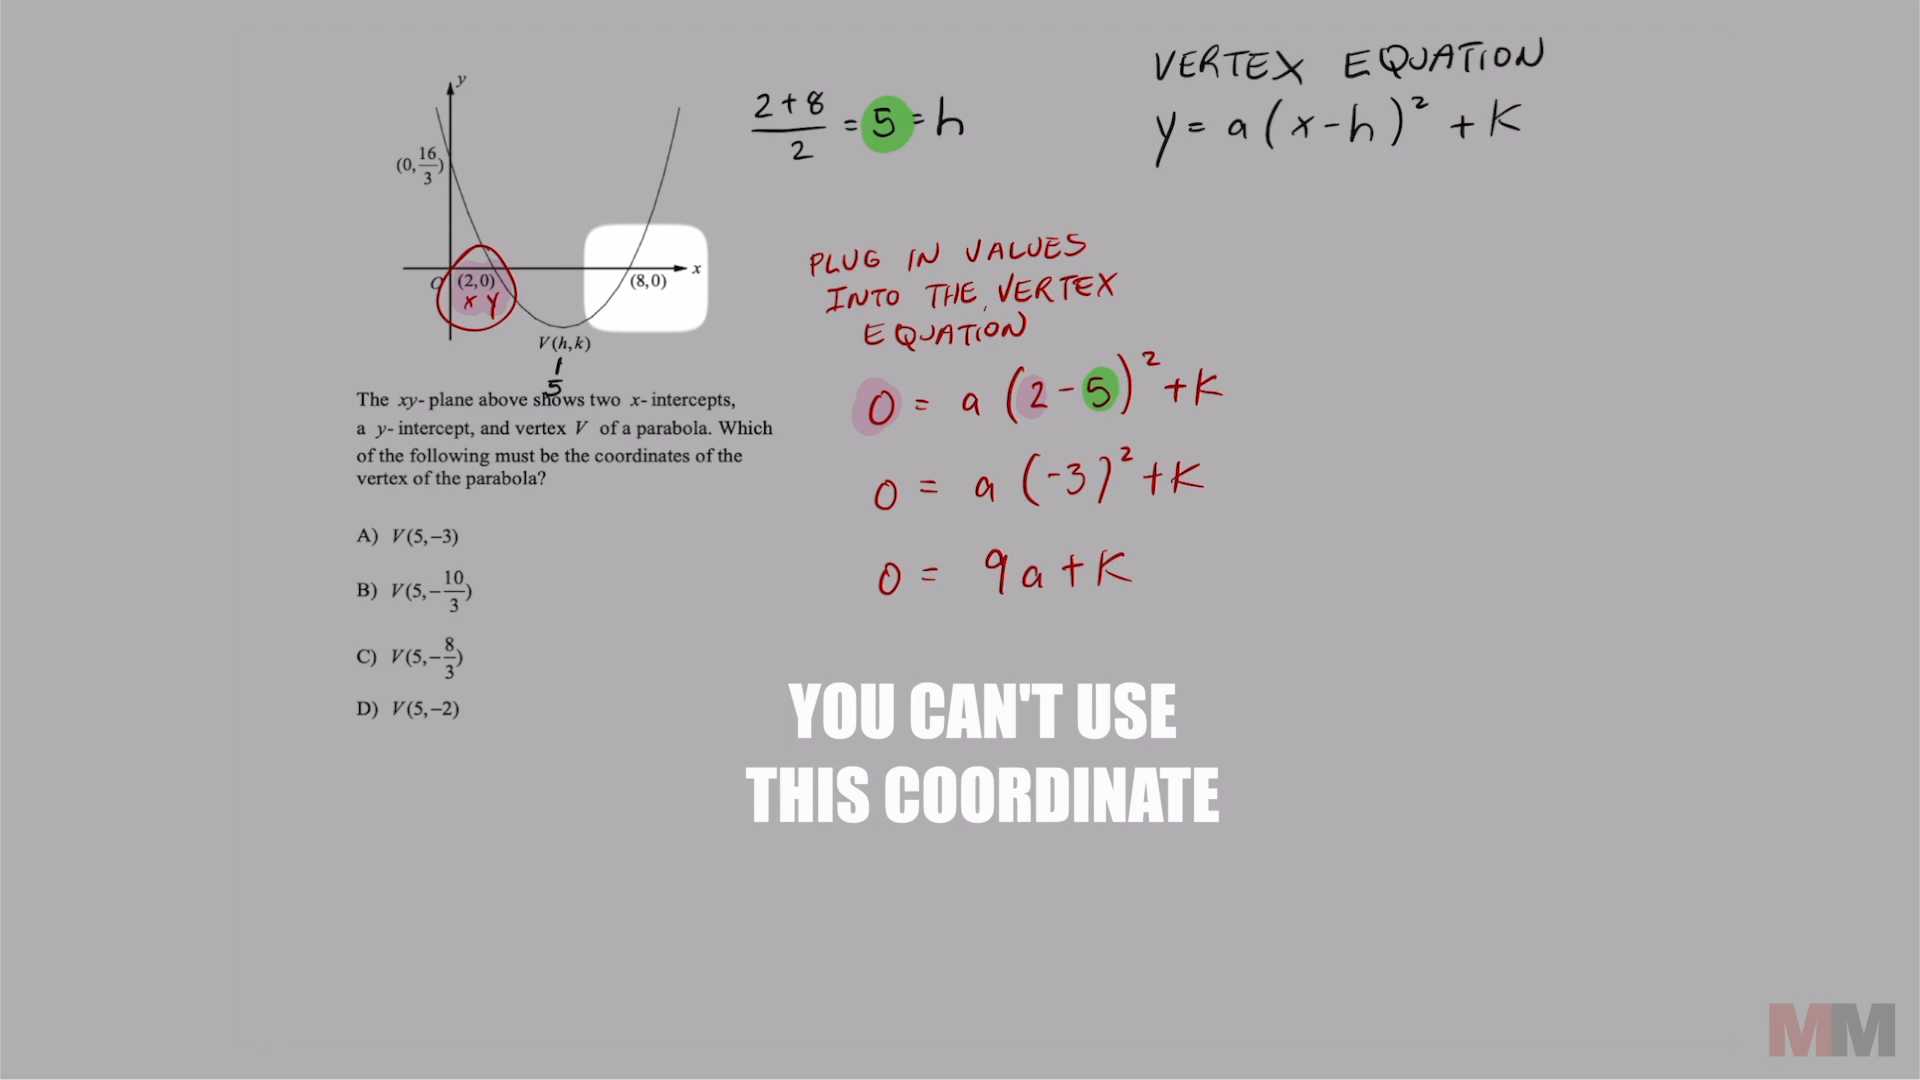 VERTEX EQUATION
y = a(x-h)² + K
2+8/2 = 5 = h
y
(0, 16/3)
O (2,0) (8,0) x
x y
V(h,k)
5
PLUG IN VALUES
INTO THE VERTEX
EQUATION
0 = a(2-5)² + K
0 = a(-3)² + K
0 = 9a + K
The xy-plane above shows two x-intercepts,
a y-intercept, and vertex V of a parabola. Which
of the following must be the coordinates of the
vertex of the parabola?
A) V(5,−3)
B) V(5,−10/3)
C) V(5,−8/3)
D) V(5,−2)
YOU CAN'T USE
THIS COORDINATE
MM